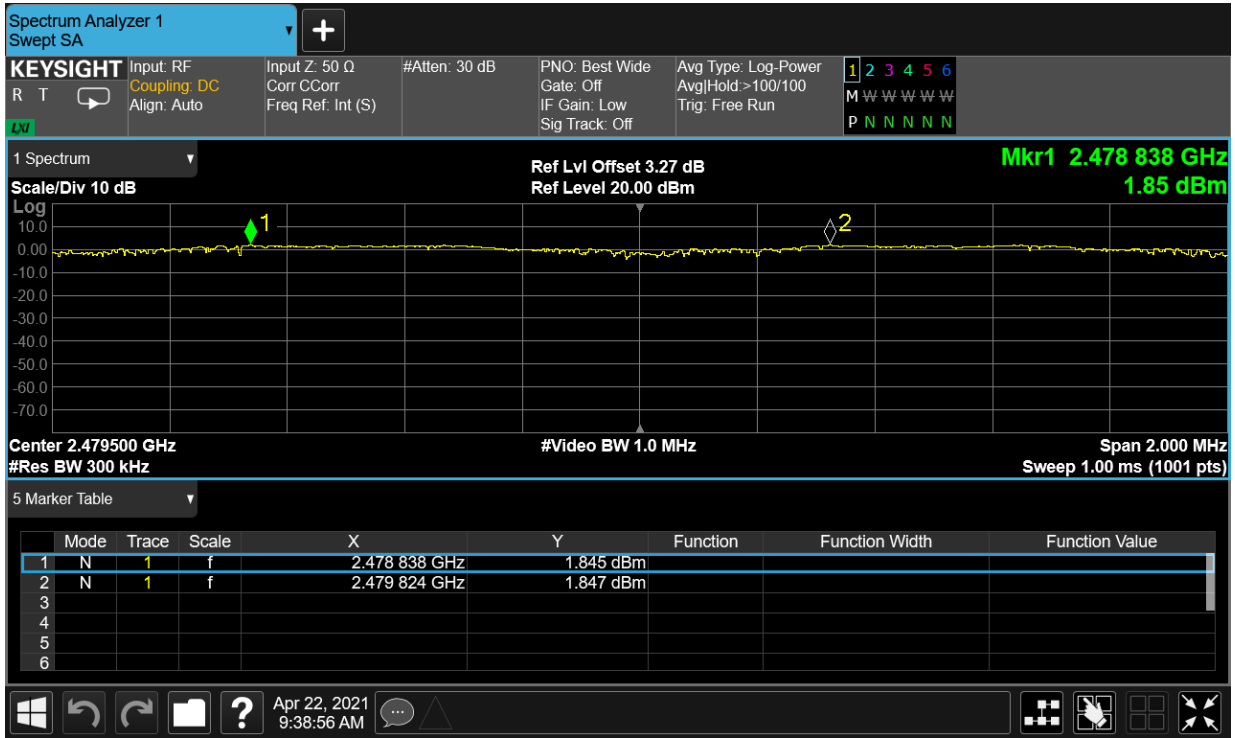 Spectrum Analyzer 1
Swept SA
KEYSIGHT
R T
LXI
Input: RF
Coupling: DC
Align: Auto
Input Z: 50 Ω
Corr CCorr
Freq Ref: Int (S)
#Atten: 30 dB
PNO: Best Wide
Gate: Off
IF Gain: Low
Sig Track: Off
Avg Type: Log-Power
Avg|Hold:>100/100
Trig: Free Run
1 2 3 4 5 6
M W W W W W
P N N N N N
1 Spectrum
Scale/Div 10 dB
Ref Lvl Offset 3.27 dB
Ref Level 20.00 dBm
Mkr1 2.478 838 GHz
1.85 dBm
Log
10.0
0.00
-10.0
-20.0
-30.0
-40.0
-50.0
-60.0
-70.0
1
2
Center 2.479500 GHz
#Res BW 300 kHz
#Video BW 1.0 MHz
Span 2.000 MHz
Sweep 1.00 ms (1001 pts)
5 Marker Table
Mode Trace Scale X Y Function Function Width Function Value
1 N 1 f 2.478 838 GHz 1.845 dBm
2 N 1 f 2.479 824 GHz 1.847 dBm
3
4
5
6
?
Apr 22, 2021
9:38:56 AM